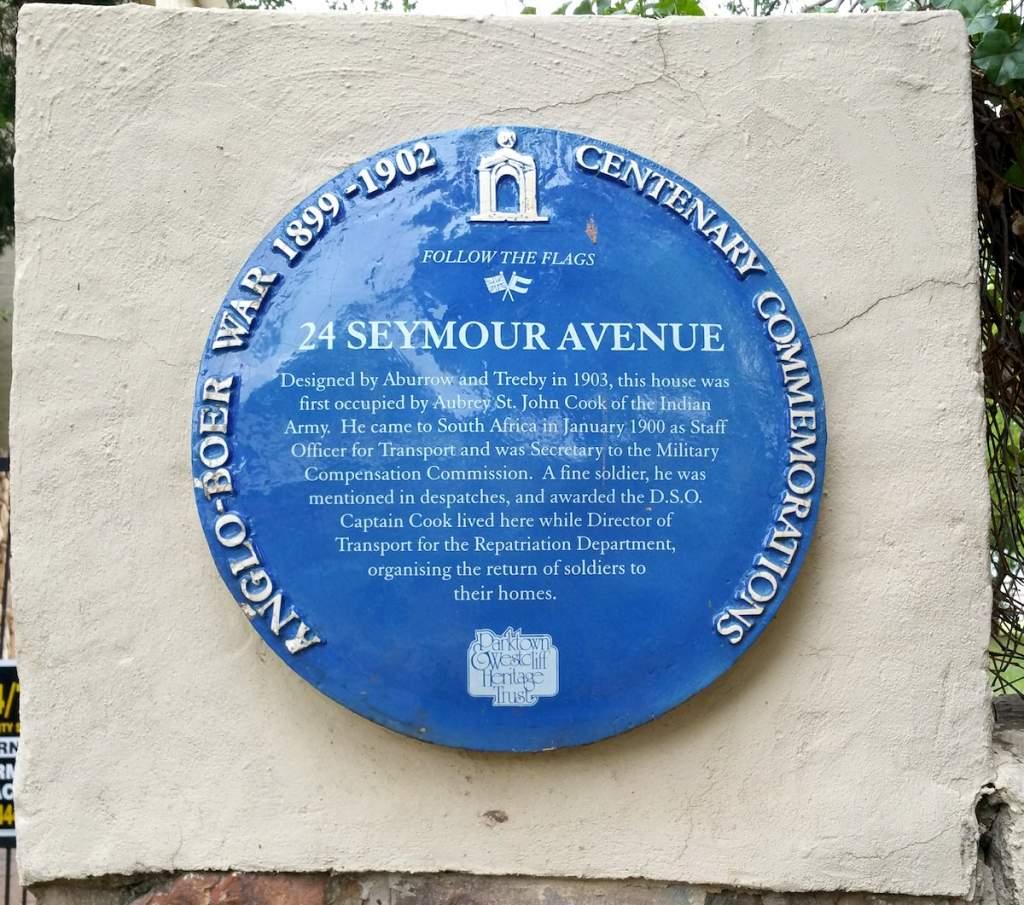 ANGLO-BOER WAR 1899-1902
CENTENARY COMMEMORATIONS
FOLLOW THE FLAGS
24 SEYMOUR AVENUE
Designed by Aburrow and Treeby in 1903, this house was
first occupied by Aubrey St. John Cook of the Indian
Army. He came to South Africa in January 1900 as Staff
Officer for Transport and was Secretary to the Military
Compensation Commission. A fine soldier, he was
mentioned in despatches, and awarded the D.S.O.
Captain Cook lived here while Director of
Transport for the Repatriation Department,
organising the return of soldiers to
their homes.
Parktown
& Westcliff
Heritage
Trust